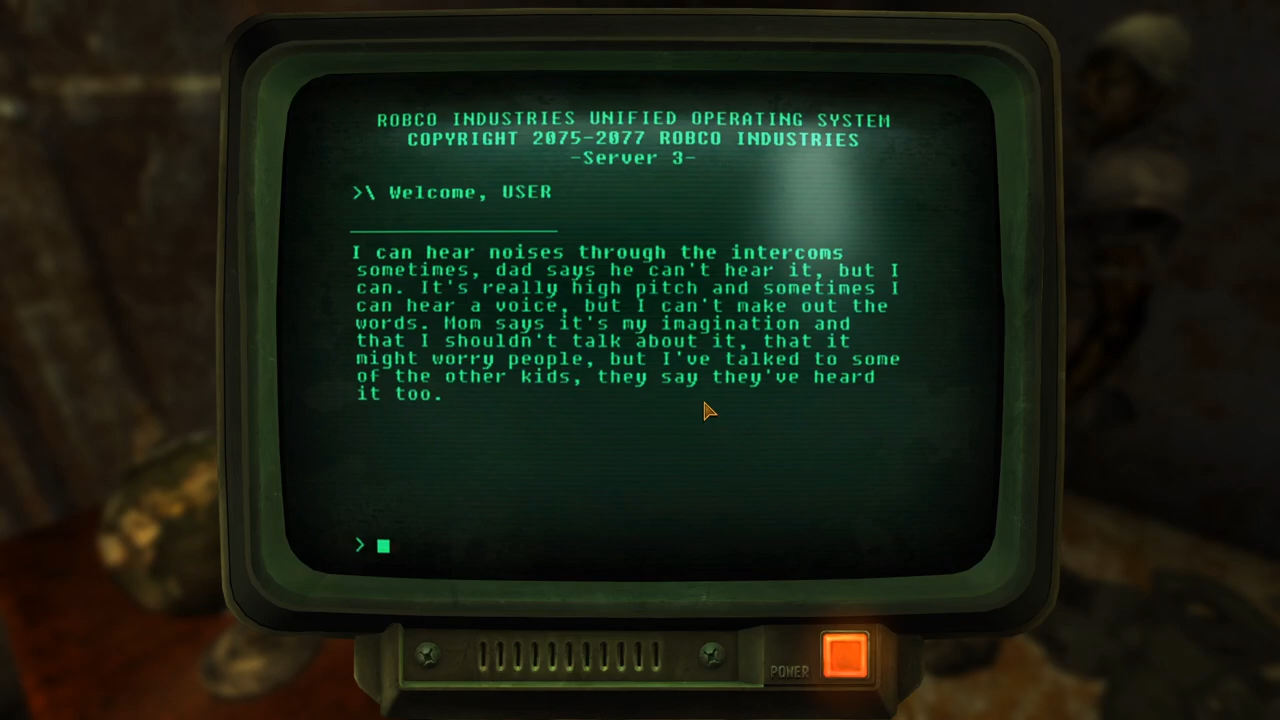 ROBCO INDUSTRIES UNIFIED OPERATING SYSTEM
COPYRIGHT 2075-2077 ROBCO INDUSTRIES
-Server 3-
>\ Welcome, USER
I can hear noises through the intercoms
sometimes, dad says he can't hear it, but I
can. It's really high pitch and sometimes I
can hear a voice, but I can't make out the
words. Mom says it's my imagination and
that I shouldn't talk about it, that it
might worry people, but I've talked to some
of the other kids, they say they've heard
it too.
>
POWER